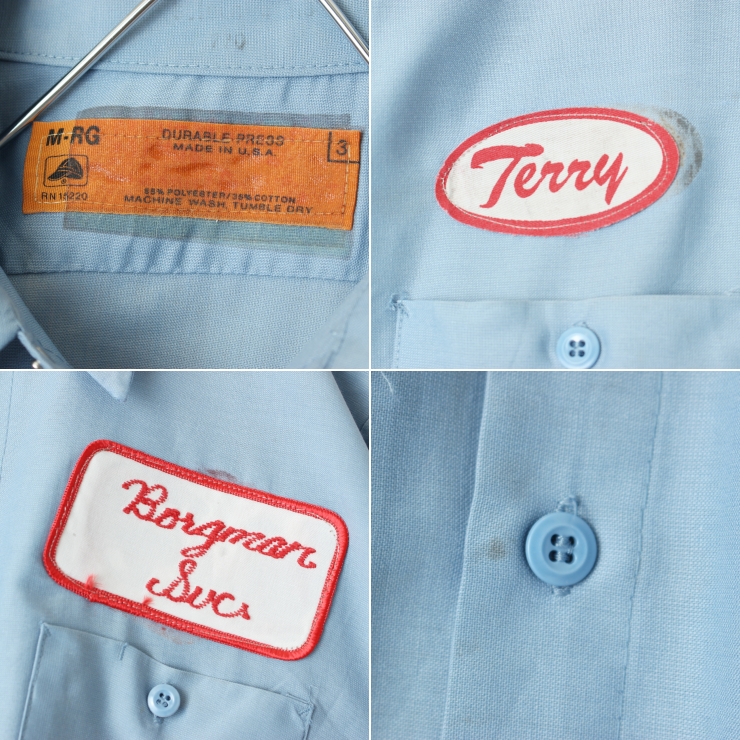 M-RG
DURABLE-PRESS
MADE IN U.S.A.
3
RN 15220
65% POLYESTER/35% COTTON
MACHINE WASH, TUMBLE DRY
Terry
Borgman
Svc.